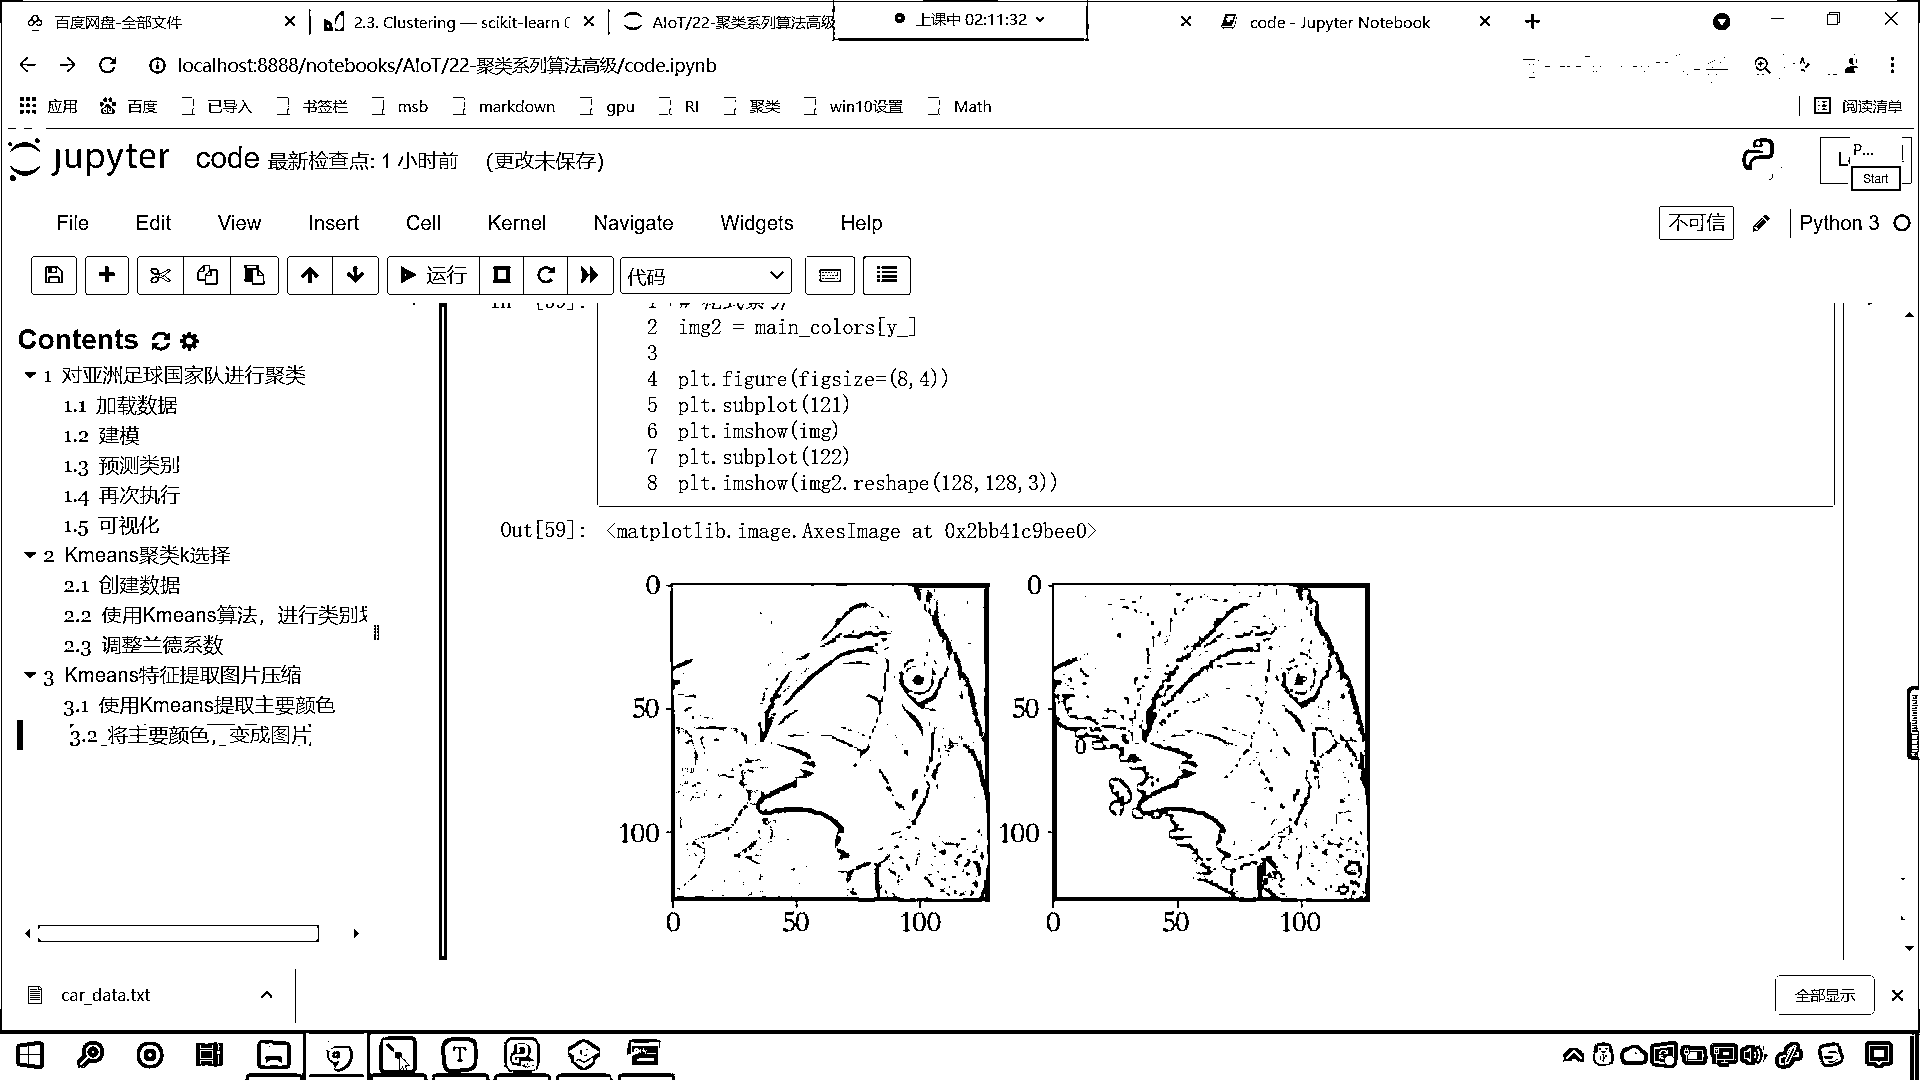 百度网盘-全部文件
2.3. Clustering — scikit-learn
AIoT/22-聚类系列算法高级
上课中 02:11:32
code - Jupyter Notebook
localhost:8888/notebooks/AIoT/22-聚类系列算法高级/code.ipynb
应用 百度 已导入 书签栏 msb markdown gpu RI 聚类 win10设置 Math 阅读清单
jupyter code 最新检查点: 1 小时前 (更改未保存)
P...
Start
File Edit View Insert Cell Kernel Navigate Widgets Help 不可信 Python 3
运行 代码
Contents
1 对亚洲足球国家队进行聚类
1.1 加载数据
1.2 建模
1.3 预测类别
1.4 再次执行
1.5 可视化
2 Kmeans聚类k选择
2.1 创建数据
2.2 使用Kmeans算法，进行类别
2.3 调整兰德系数
3 Kmeans特征提取图片压缩
3.1 使用Kmeans提取主要颜色
3.2 将主要颜色，变成图片
2 img2 = main_colors[y_]
3
4 plt.figure(figsize=(8,4))
5 plt.subplot(121)
6 plt.imshow(img)
7 plt.subplot(122)
8 plt.imshow(img2.reshape(128,128,3))
Out[59]: <matplotlib.image.AxesImage at 0x2bb41c9bee0>
0
50
100
0 50 100
0
50
100
0 50 100
car_data.txt
全部显示